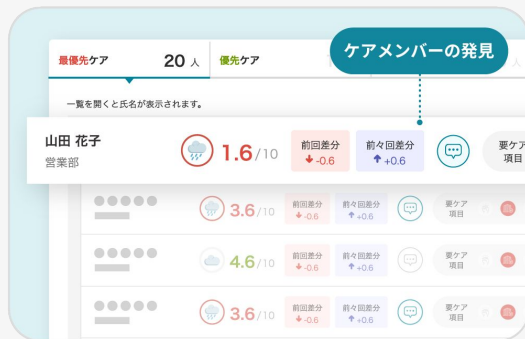 ケアメンバーの発見
最優先ケア 20 人 優先ケア
一覧を開くと氏名が表示されます。
山田 花子
営業部
1.6/10 前回差分 ↓ -0.6 前々回差分 ↑ +0.6 要ケア項目
3.6/10 前回差分 ↓ -0.6 前々回差分 ↑ +0.6 要ケア項目
4.6/10 前回差分 ↓ -0.6 前々回差分 ↑ +0.6 要ケア項目
3.6/10 前回差分 ↓ -0.6 前々回差分 ↑ +0.6 要ケア項目